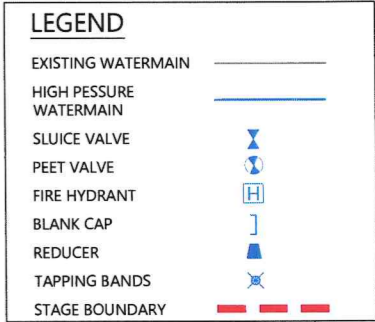 LEGEND
EXISTING WATERMAIN
HIGH PESSURE
WATERMAIN
SLUICE VALVE
PEET VALVE
FIRE HYDRANT H
BLANK CAP
REDUCER
TAPPING BANDS
STAGE BOUNDARY